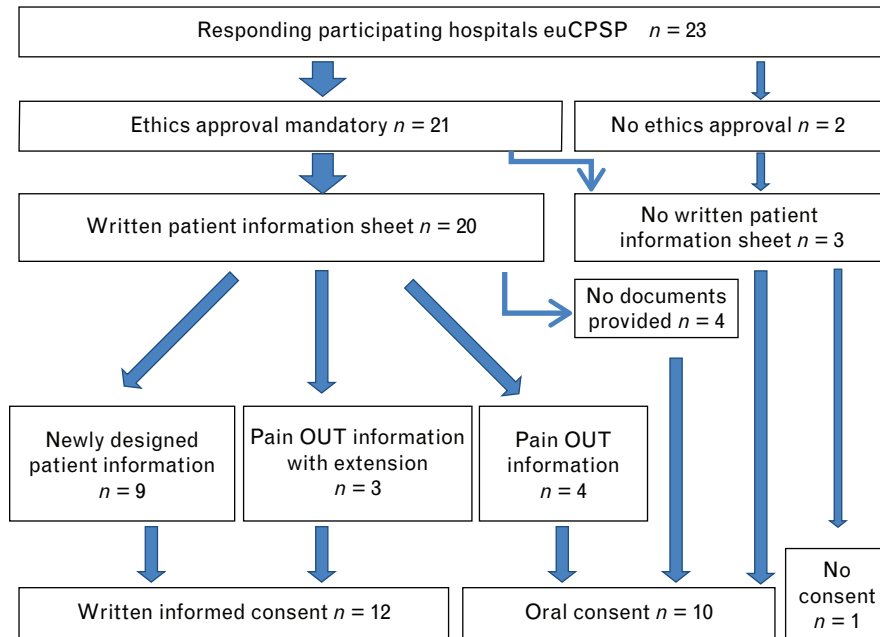 Responding participating hospitals euCPSP n = 23
Ethics approval mandatory n = 21
No ethics approval n = 2
Written patient information sheet n = 20
No written patient
information sheet n = 3
No documents
provided n = 4
Newly designed
patient information
n = 9
Pain OUT information
with extension
n = 3
Pain OUT
information
n = 4
Written informed consent n = 12
Oral consent n = 10
No
consent
n = 1